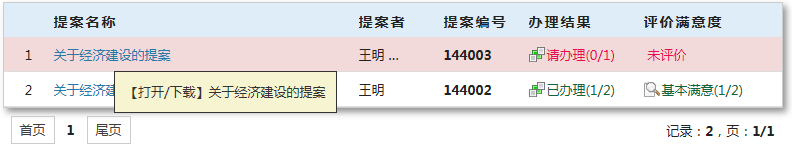 提案名称 提案者 提案编号 办理结果 评价满意度
1 关于经济建设的提案 王明 ... 144003 请办理(0/1) 未评价
2 关于经济建 王明 144002 已办理(1/2) 基本满意(1/2)
【打开/下载】关于经济建设的提案
首页 1 尾页 记录：2，页：1/1